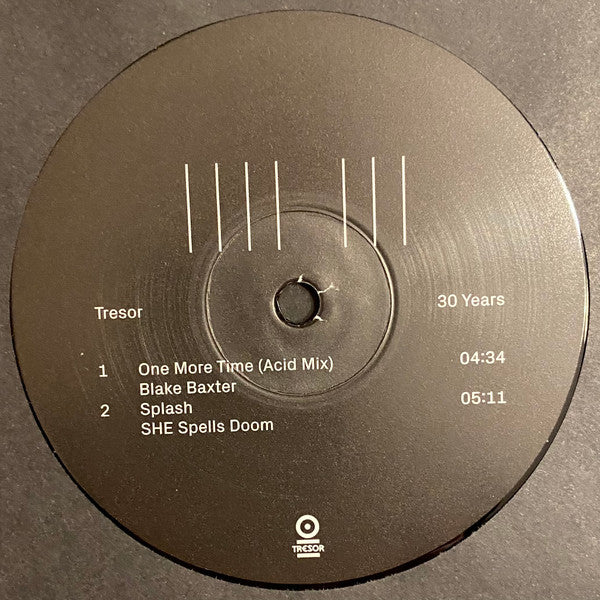 Tresor 30 Years
1 One More Time (Acid Mix) 04:34
Blake Baxter
2 Splash 05:11
SHE Spells Doom
TRESOR